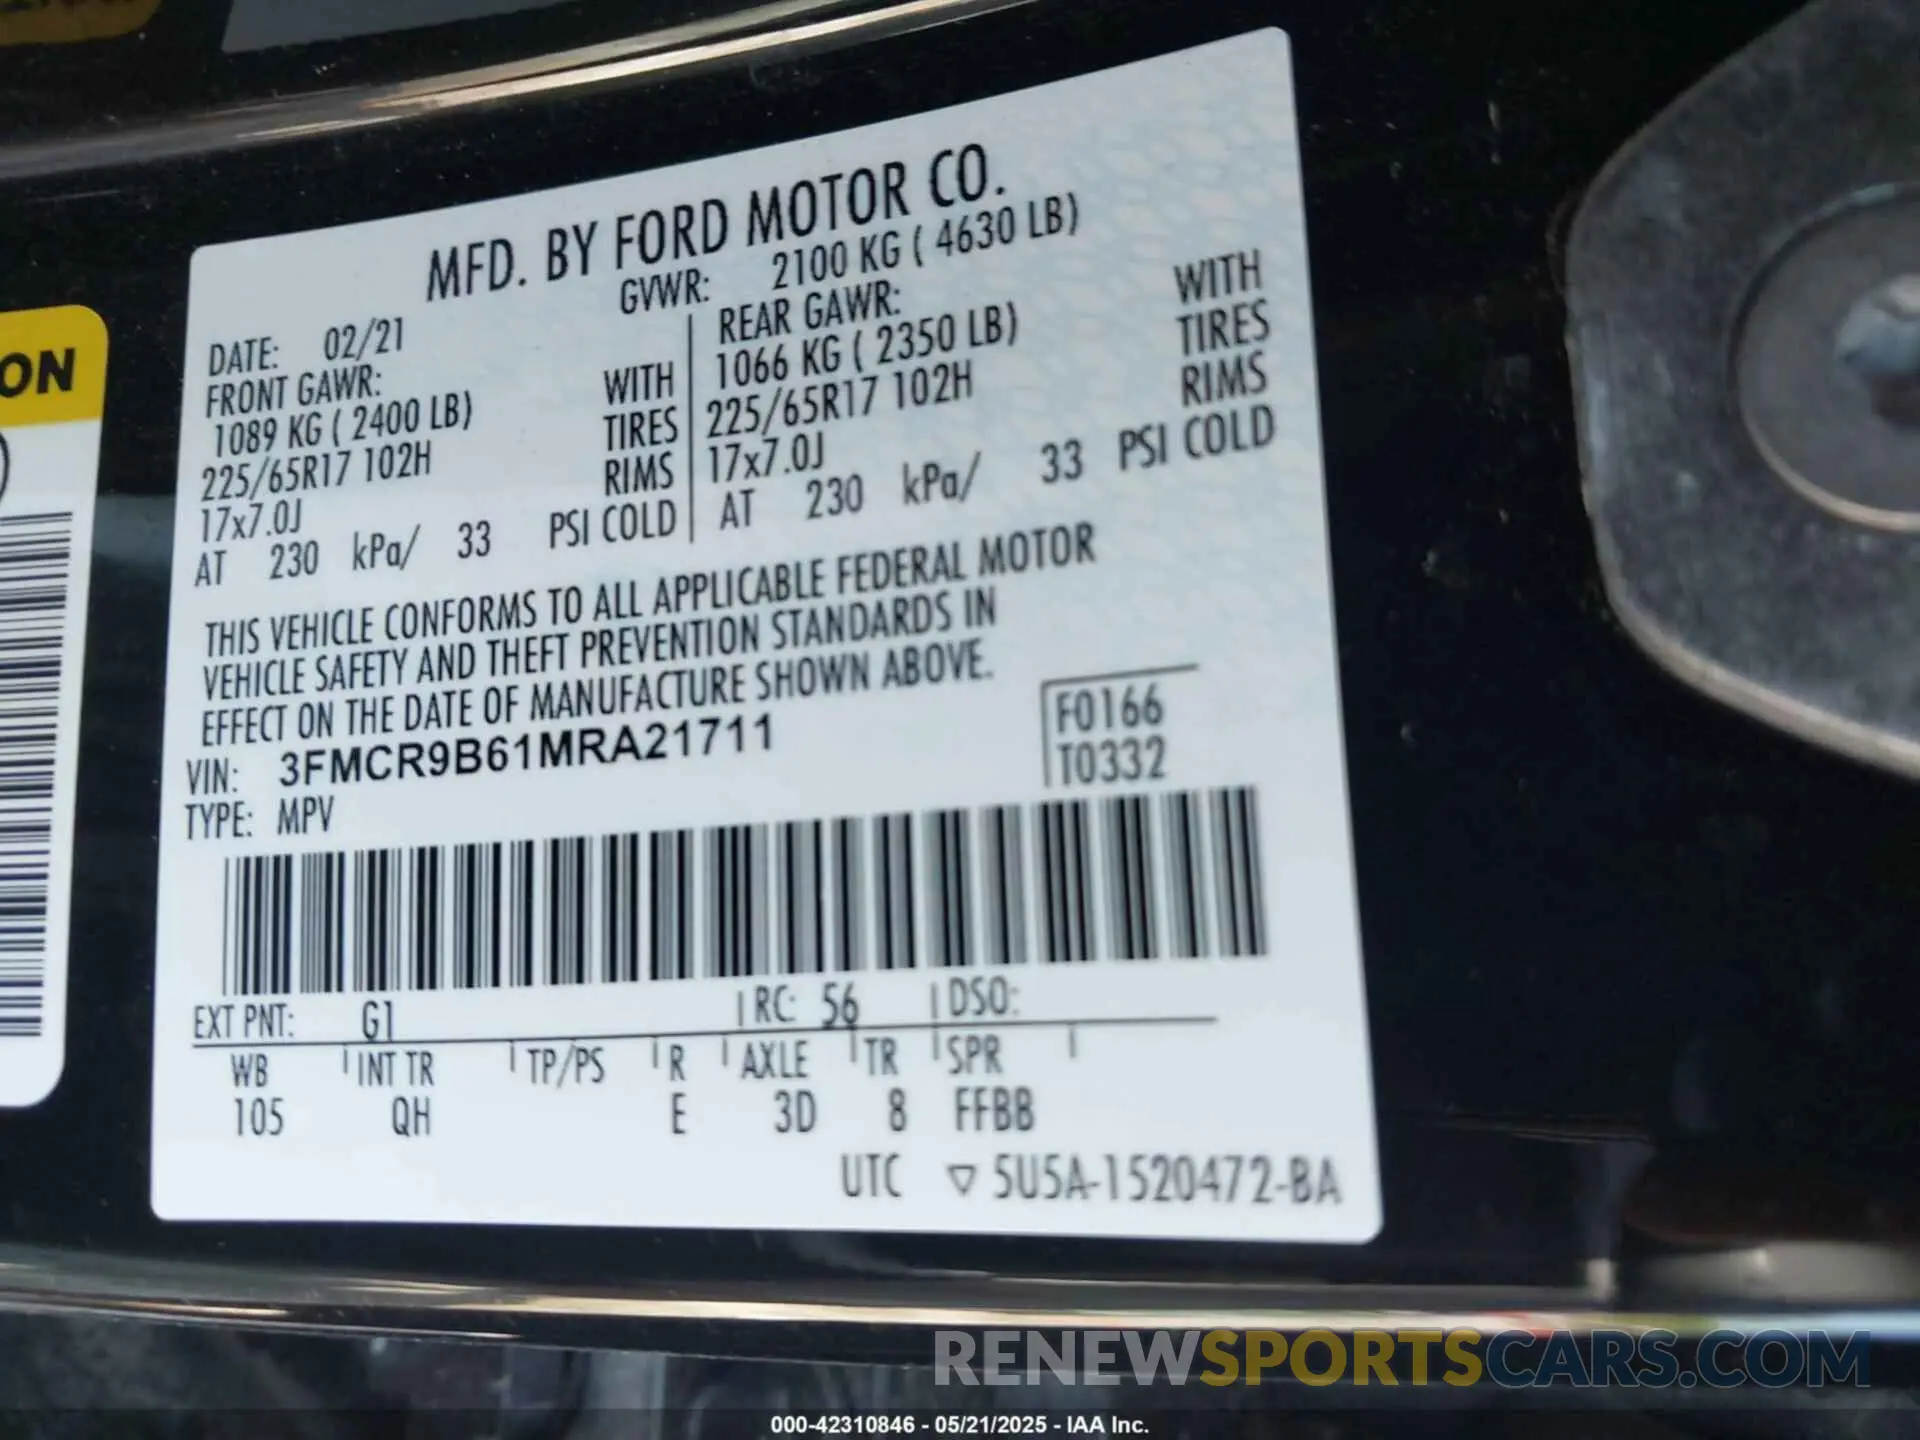 ON
MFD. BY FORD MOTOR CO.
DATE: 02/21 GVWR: 2100 KG ( 4630 LB)
FRONT GAWR:
1089 KG ( 2400 LB) WITH
225/65R17 102H TIRES
17x7.0J RIMS
AT 230 kPa/ 33 PSI COLD
REAR GAWR:
1066 KG ( 2350 LB) WITH
225/65R17 102H TIRES
17x7.0J RIMS
AT 230 kPa/ 33 PSI COLD
THIS VEHICLE CONFORMS TO ALL APPLICABLE FEDERAL MOTOR
VEHICLE SAFETY AND THEFT PREVENTION STANDARDS IN
EFFECT ON THE DATE OF MANUFACTURE SHOWN ABOVE.
VIN: 3FMCR9B61MRA21711
TYPE: MPV
F0166
T0332
EXT PNT: G1 RC: 56 DSO:
WB INT TR TP/PS R AXLE TR SPR
105 QH E 3D 8 FFBB
UTC ▽ 5U5A-1520472-BA
RENEWSPORTSCARS.COM
000-42310846 - 05/21/2025 - IAA Inc.